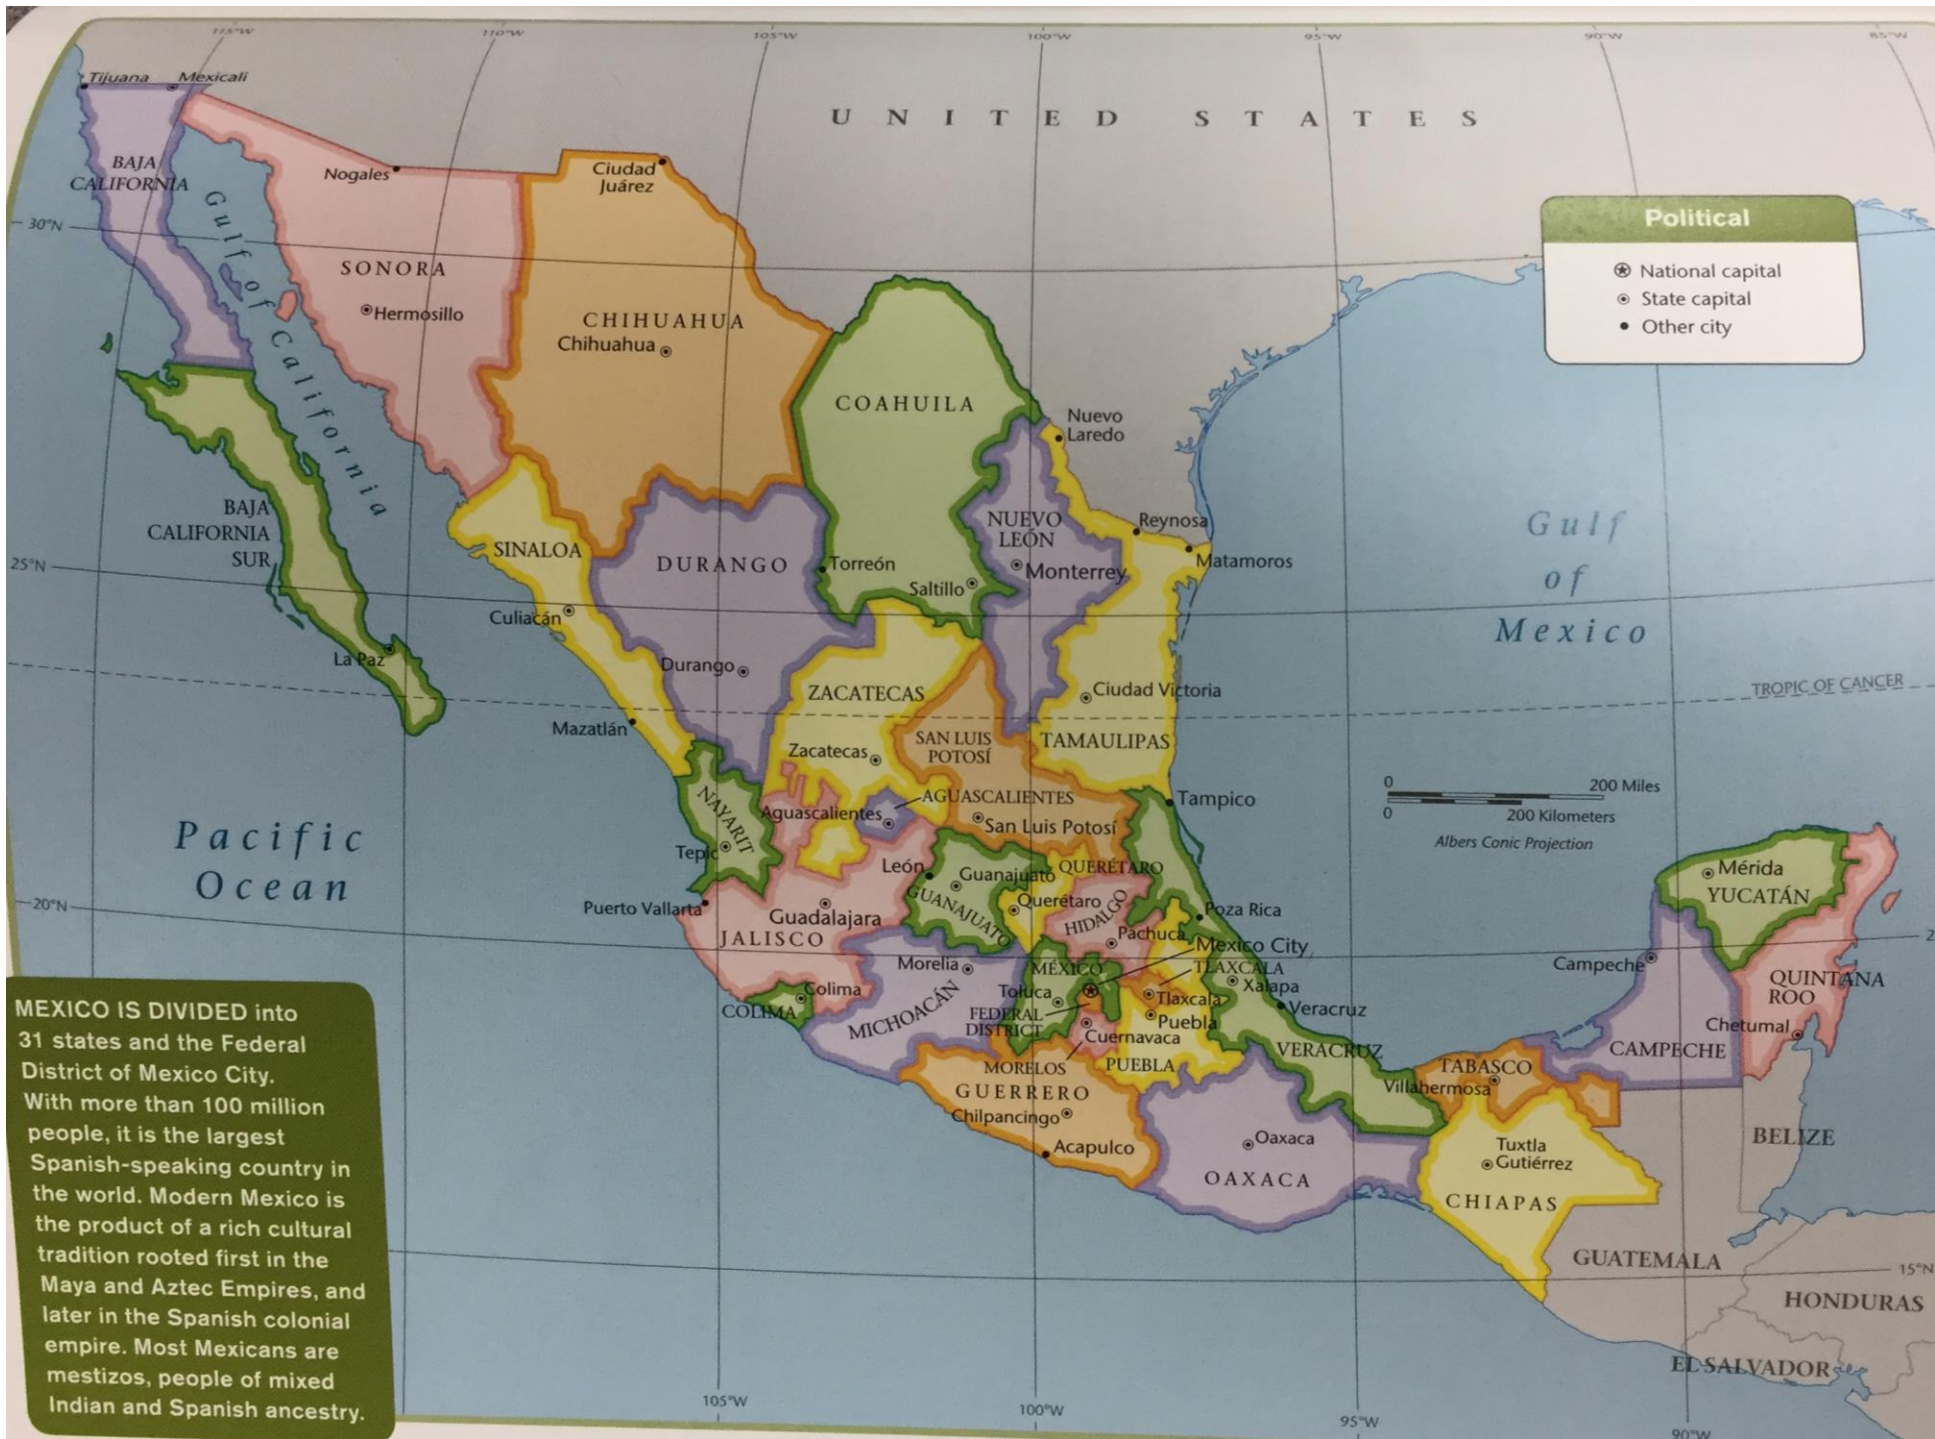 115°W
110°W
105°W
100°W
95°W
90°W
85°W
Tijuana
Mexicali
UNITED STATES
BAJA
CALIFORNIA
Nogales
Ciudad
Juárez
30°N
Gulf of California
SONORA
Hermosillo
CHIHUAHUA
Chihuahua
Political
National capital
State capital
Other city
COAHUILA
Nuevo
Laredo
BAJA
CALIFORNIA
SUR
SINALOA
DURANGO
NUEVO
LEÓN
Reynosa
Gulf
of
Mexico
25°N
Torreón
Saltillo
Monterrey
Matamoros
Culiacán
La Paz
Durango
ZACATECAS
Ciudad Victoria
TROPIC OF CANCER
Mazatlán
Zacatecas
SAN LUIS
POTOSÍ
TAMAULIPAS
NAYARIT
Aguascalientes
AGUASCALIENTES
San Luis Potosí
Tampico
0 200 Miles
0 200 Kilometers
Albers Conic Projection
Pacific
Ocean
Tepic
León
Guanajuato
GUANAJUATO
QUERÉTARO
Querétaro
HIDALGO
Pachuca
Poza Rica
Mérida
YUCATÁN
20°N
Puerto Vallarta
Guadalajara
JALISCO
Mexico City
Morelia
MÉXICO
TLAXCALA
Xalapa
Campeche
QUINTANA
ROO
2
Colima
COLIMA
MICHOACÁN
Toluca
FEDERAL
DISTRICT
Tlaxcala
Puebla
Veracruz
Chetumal
Cuernavaca
MORELOS
PUEBLA
VERACRUZ
TABASCO
Villahermosa
CAMPECHE
GUERRERO
Chilpancingo
Acapulco
Oaxaca
OAXACA
Tuxtla
Gutiérrez
CHIAPAS
BELIZE
GUATEMALA
15°N
HONDURAS
EL SALVADOR
MEXICO IS DIVIDED into
31 states and the Federal
District of Mexico City.
With more than 100 million
people, it is the largest
Spanish-speaking country in
the world. Modern Mexico is
the product of a rich cultural
tradition rooted first in the
Maya and Aztec Empires, and
later in the Spanish colonial
empire. Most Mexicans are
mestizos, people of mixed
Indian and Spanish ancestry.
105°W
100°W
95°W
90°W